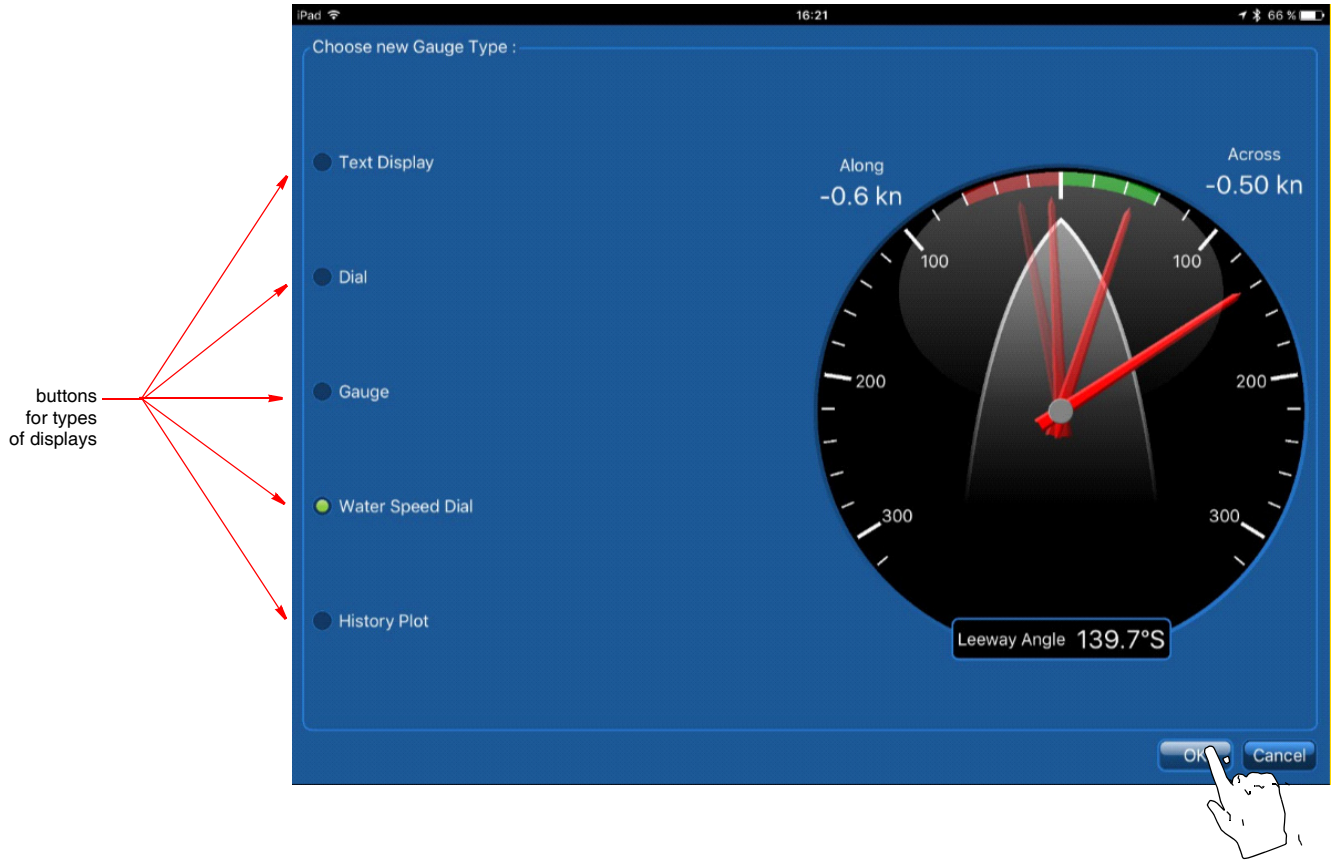 iPad
16:21
66 %
Choose new Gauge Type :
Text Display
Dial
Gauge
Water Speed Dial
History Plot
buttons
for types
of displays
Along
-0.6 kn
Across
-0.50 kn
100
100
200
200
300
300
Leeway Angle 139.7°S
OK
Cancel